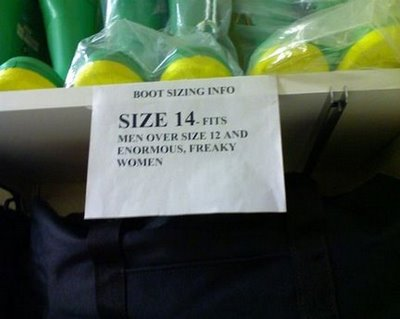 BOOT SIZING INFO
SIZE 14- FITS
MEN OVER SIZE 12 AND
ENORMOUS, FREAKY
WOMEN